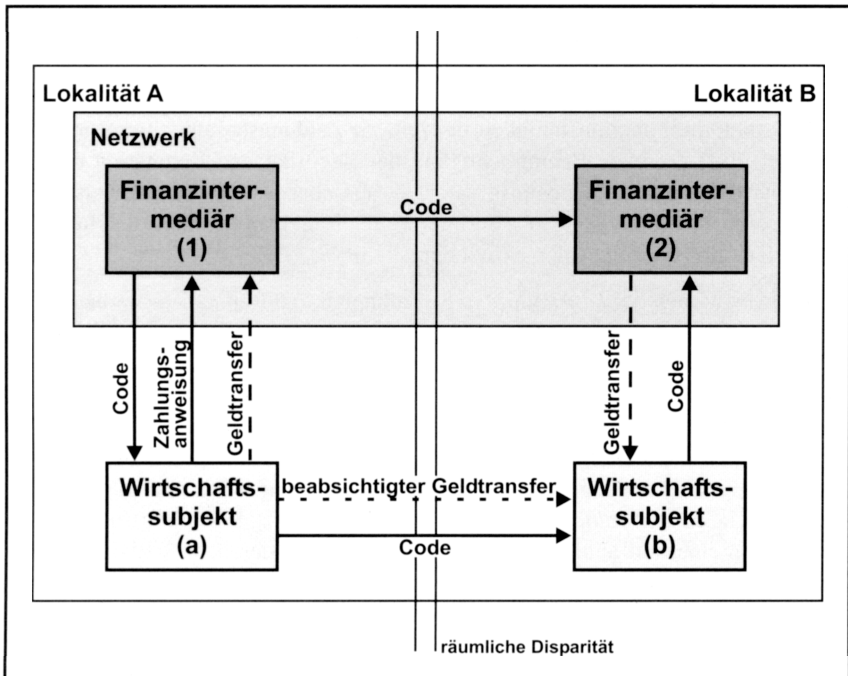 Lokalität A
Lokalität B
Netzwerk
Finanzinter-
mediär
(1)
Code
Finanzinter-
mediär
(2)
Code
Zahlungs-
anweisung
Geldtransfer
Geldtransfer
Code
Wirtschafts-
subjekt
(a)
beabsichtigter Geldtransfer
Code
Wirtschafts-
subjekt
(b)
räumliche Disparität